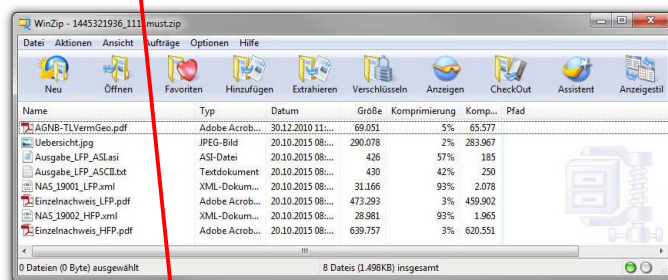 WinZip - 1445321936_111_must.zip
Datei Aktionen Ansicht Aufträge Optionen Hilfe
Neu Öffnen Favoriten Hinzufügen Extrahieren Verschlüsseln Anzeigen CheckOut Assistent Anzeigestil
Name Typ Datum Größe Komprimierung Komp... Pfad
AGNB-TLVermGeo.pdf Adobe Acrob... 30.12.2010 11:... 69.051 5% 65.577
Uebersicht.jpg JPEG-Bild 20.10.2015 08:... 290.078 2% 283.967
Ausgabe_LFP_ASI.asi ASI-Datei 20.10.2015 08:... 426 57% 185
Ausgabe_LFP_ASCII.txt Textdokument 20.10.2015 08:... 430 42% 250
NAS_19001_LFP.xml XML-Dokum... 20.10.2015 08:... 31.166 93% 2.078
Einzelnachweis_LFP.pdf Adobe Acrob... 20.10.2015 08:... 473.293 3% 459.902
NAS_19002_HFP.xml XML-Dokum... 20.10.2015 08:... 28.981 93% 1.965
Einzelnachweis_HFP.pdf Adobe Acrob... 20.10.2015 08:... 639.757 3% 620.551
0 Dateien (0 Byte) ausgewählt 8 Dateis (1.498KB) insgesamt